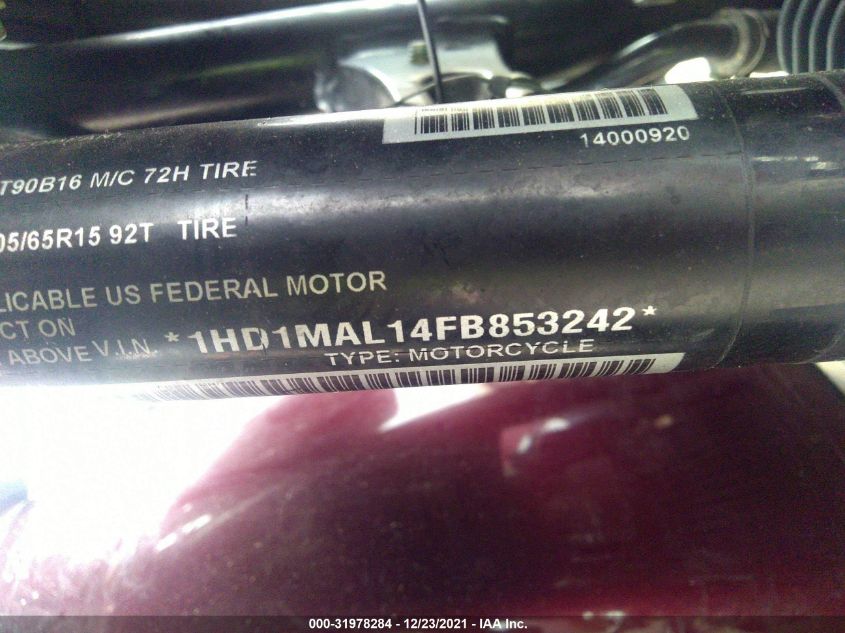 14000920
T90B16 M/C 72H TIRE
05/65R15 92T TIRE
LICABLE US FEDERAL MOTOR
CT ON
ABOVE V.I.N. *1HD1MAL14FB853242*
TYPE: MOTORCYCLE
000-31978284 - 12/23/2021 - IAA Inc.